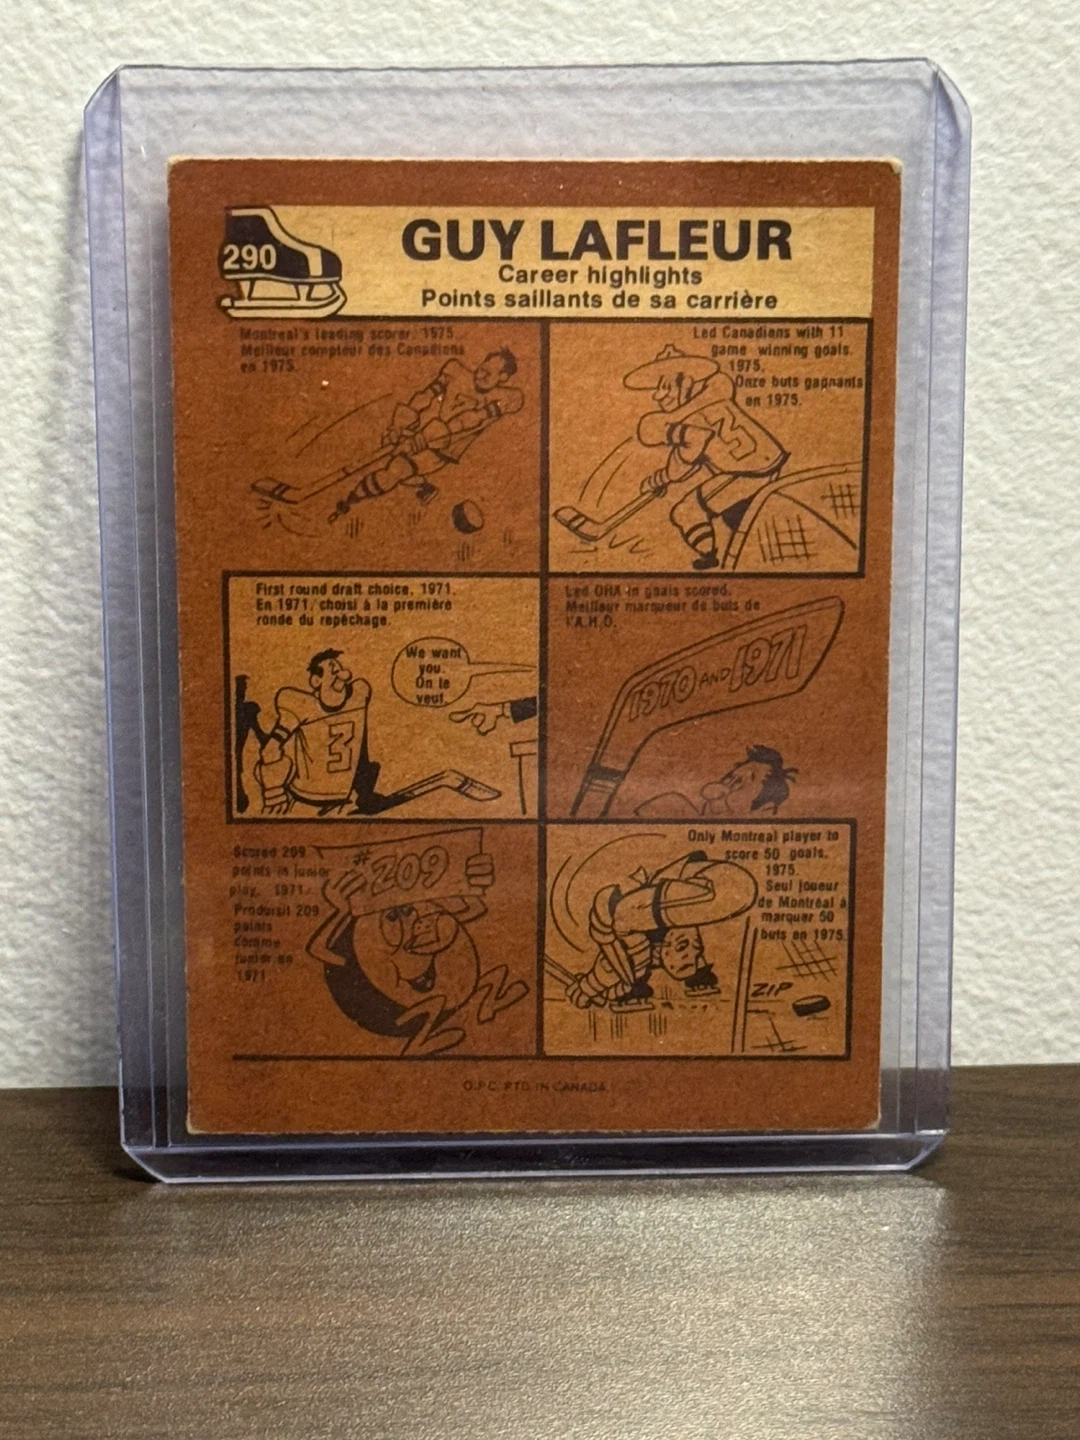 290
GUY LAFLEUR
Career highlights
Points saillants de sa carrière
Montreal's leading scorer, 1975.
Meilleur compteur des Canadiens
en 1975.
Led Canadians with 11
game winning goals.
1975.
Onze buts gagnants
en 1975.
3
First round draft choice, 1971.
En 1971, choisi à la première
ronde du repêchage.
We want
you.
On te
veut.
3
Led OHA in goals scored.
Meilleur marqueur de buts de
l'A.H.O.
1970 AND 1971
Scored 209
points in junior
play, 1971.
Produisit 209
points
comme
junior en
1971
#209
Only Montreal player to
score 50 goals.
1975.
Seul joueur
de Montréal à
marquer 50
buts en 1975.
ZIP
O.P.C. PTD. IN CANADA